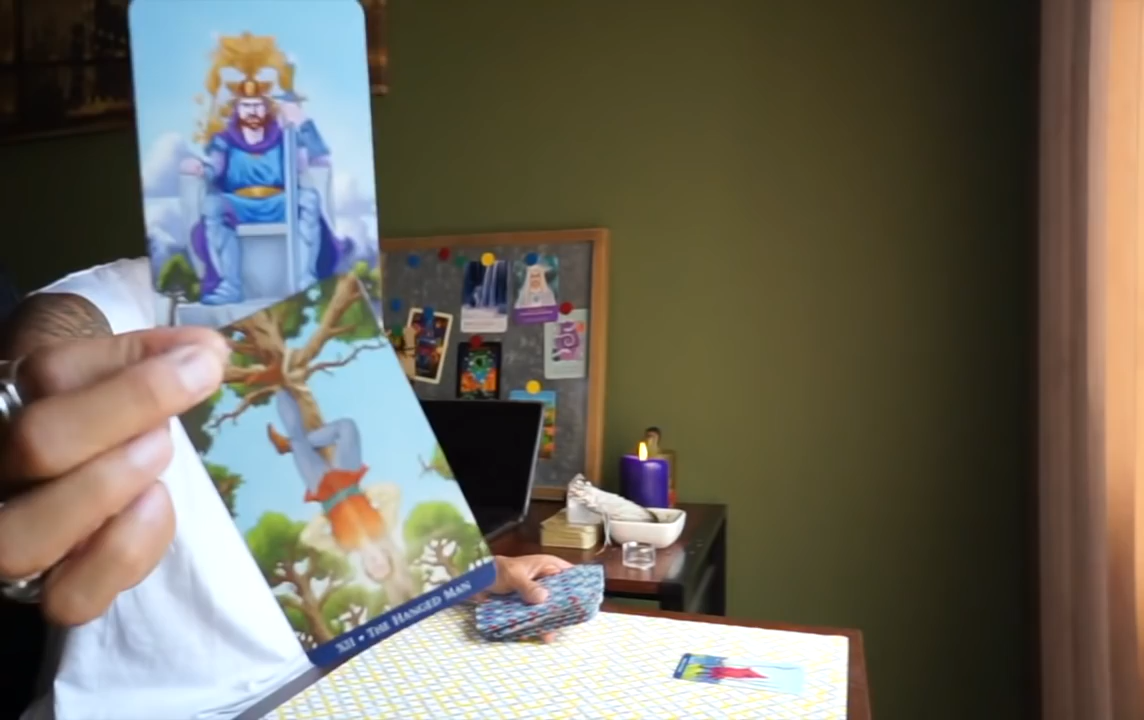 XII • THE HANGED MAN